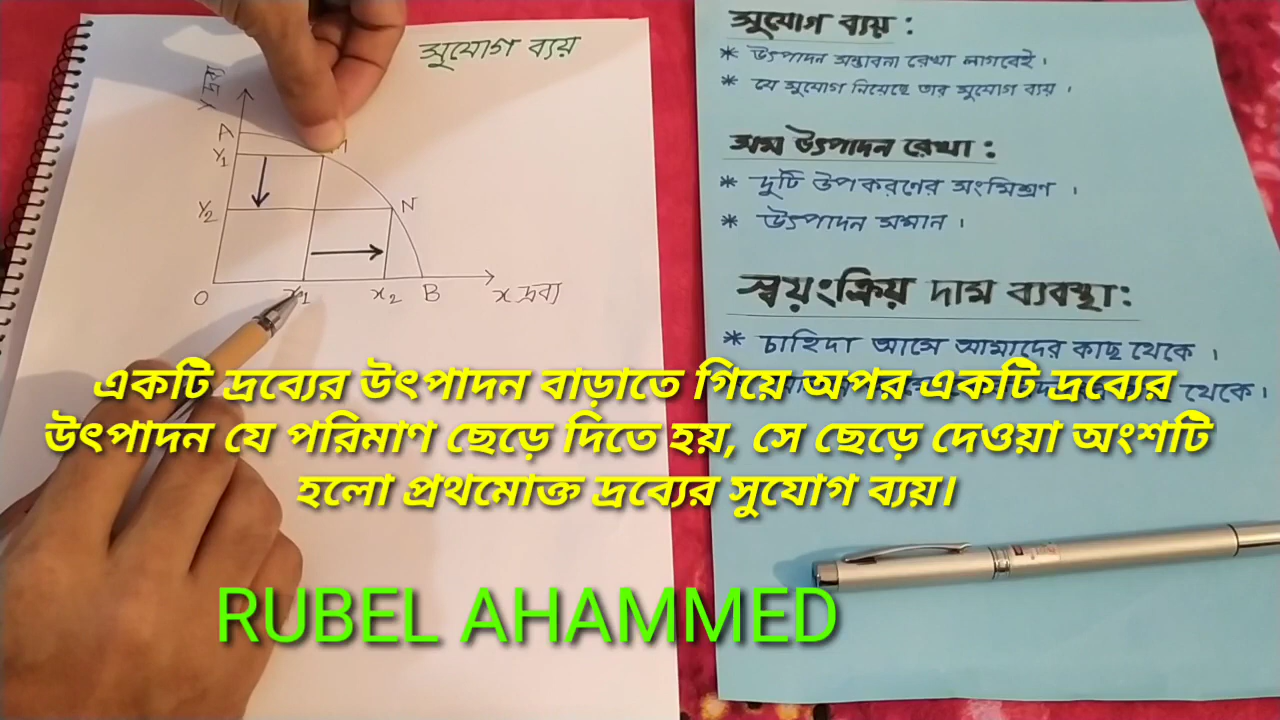 সুযোগ ব্যয়
Y দ্রব্য
A
Y1
M
Y2
N
O
x1
x2
B
x দ্রব্য
সুযোগ ব্যয় :
* উৎপাদন সম্ভাবনা রেখা লাগবেই ।
* যে সুযোগ নিয়েছে তার সুযোগ ব্যয় ।
সম উৎপাদন রেখা :
* দুটি উপকরণের সংমিশ্রণ ।
* উৎপাদন সমান ।
স্বয়ংক্রিয় দাম ব্যবস্থা :
* চাহিদা আসে আমাদের কাছ থেকে ।
থেকে ।
একটি দ্রব্যের উৎপাদন বাড়াতে গিয়ে অপর একটি দ্রব্যের
উৎপাদন যে পরিমাণ ছেড়ে দিতে হয়, সে ছেড়ে দেওয়া অংশটি
হলো প্রথমোক্ত দ্রব্যের সুযোগ ব্যয়।
RUBEL AHAMMED